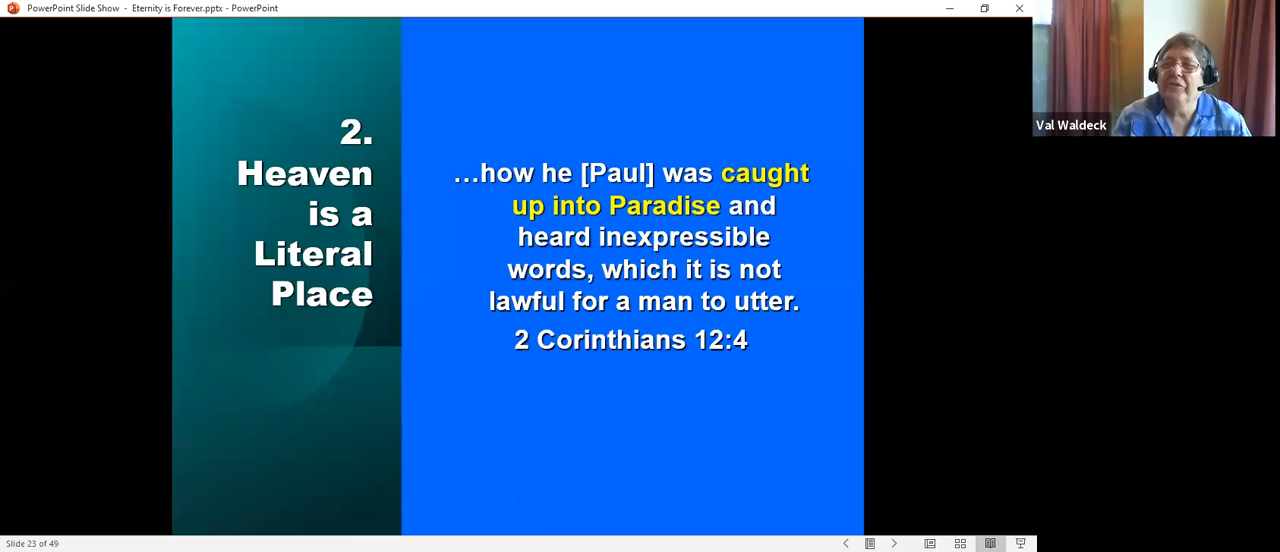 PowerPoint Slide Show - Eternity is Forever.pptx - PowerPoint
Val Waldeck
2.
Heaven
is a
Literal
Place
…how he [Paul] was caught
up into Paradise and
heard inexpressible
words, which it is not
lawful for a man to utter.
2 Corinthians 12:4
Slide 23 of 49